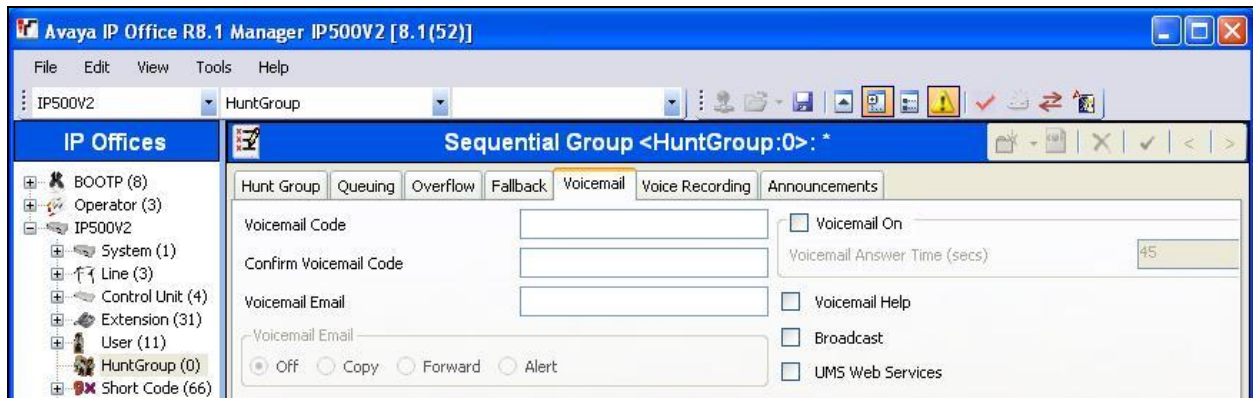 Avaya IP Office R8.1 Manager IP500V2 [8.1(52)]
File Edit View Tools Help
IP500V2 HuntGroup
IP Offices
Sequential Group <HuntGroup:0>: *
BOOTP (8)
Operator (3)
IP500V2
System (1)
Line (3)
Control Unit (4)
Extension (31)
User (11)
HuntGroup (0)
Short Code (66)
Hunt Group Queuing Overflow Fallback Voicemail Voice Recording Announcements
Voicemail Code
Confirm Voicemail Code
Voicemail Email
Voicemail Email
Off Copy Forward Alert
Voicemail On
Voicemail Answer Time (secs) 45
Voicemail Help
Broadcast
UMS Web Services